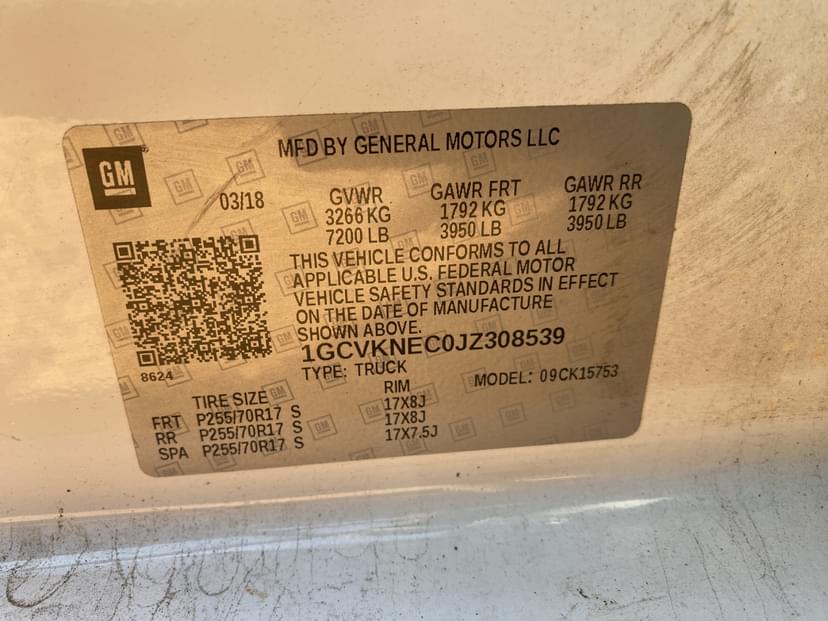 GM
MFD BY GENERAL MOTORS LLC
03/18
GVWR
3266 KG
7200 LB
GAWR FRT
1792 KG
3950 LB
GAWR RR
1792 KG
3950 LB
THIS VEHICLE CONFORMS TO ALL
APPLICABLE U.S. FEDERAL MOTOR
VEHICLE SAFETY STANDARDS IN EFFECT
ON THE DATE OF MANUFACTURE
SHOWN ABOVE.
1GCVKNEC0JZ308539
8624
TYPE: TRUCK
MODEL: 09CK15753
TIRE SIZE RIM
FRT P255/70R17 S 17X8J
RR P255/70R17 S 17X8J
SPA P255/70R17 S 17X7.5J